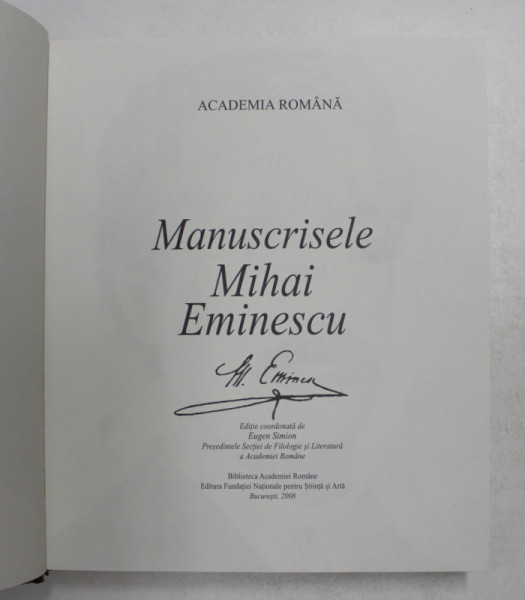 ACADEMIA ROMÂNĂ
Manuscrisele
Mihai
Eminescu
M. Eminescu
Ediție coordonată de
Eugen Simion
Președintele Secției de Filologie și Literatură
a Academiei Române
Biblioteca Academiei Române
Editura Fundației Naționale pentru Știință și Artă
București, 2008